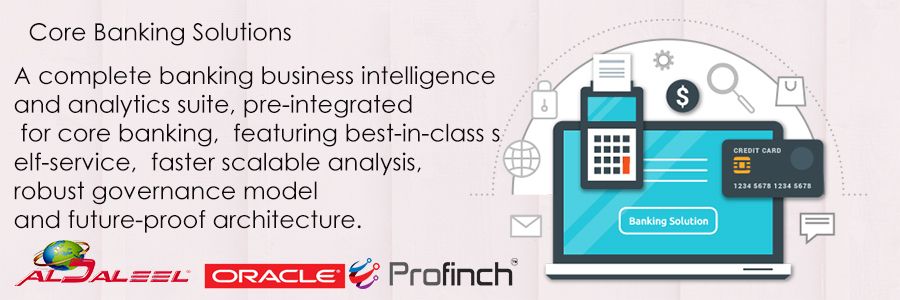 Core Banking Solutions
A complete banking business intelligence
and analytics suite, pre-integrated
for core banking, featuring best-in-class s
elf-service, faster scalable analysis,
robust governance model
and future-proof architecture.
ALJALEEL®
ORACLE®
Profinch™
$
CREDIT CARD
1234 5678 1234 5678
Banking Solution